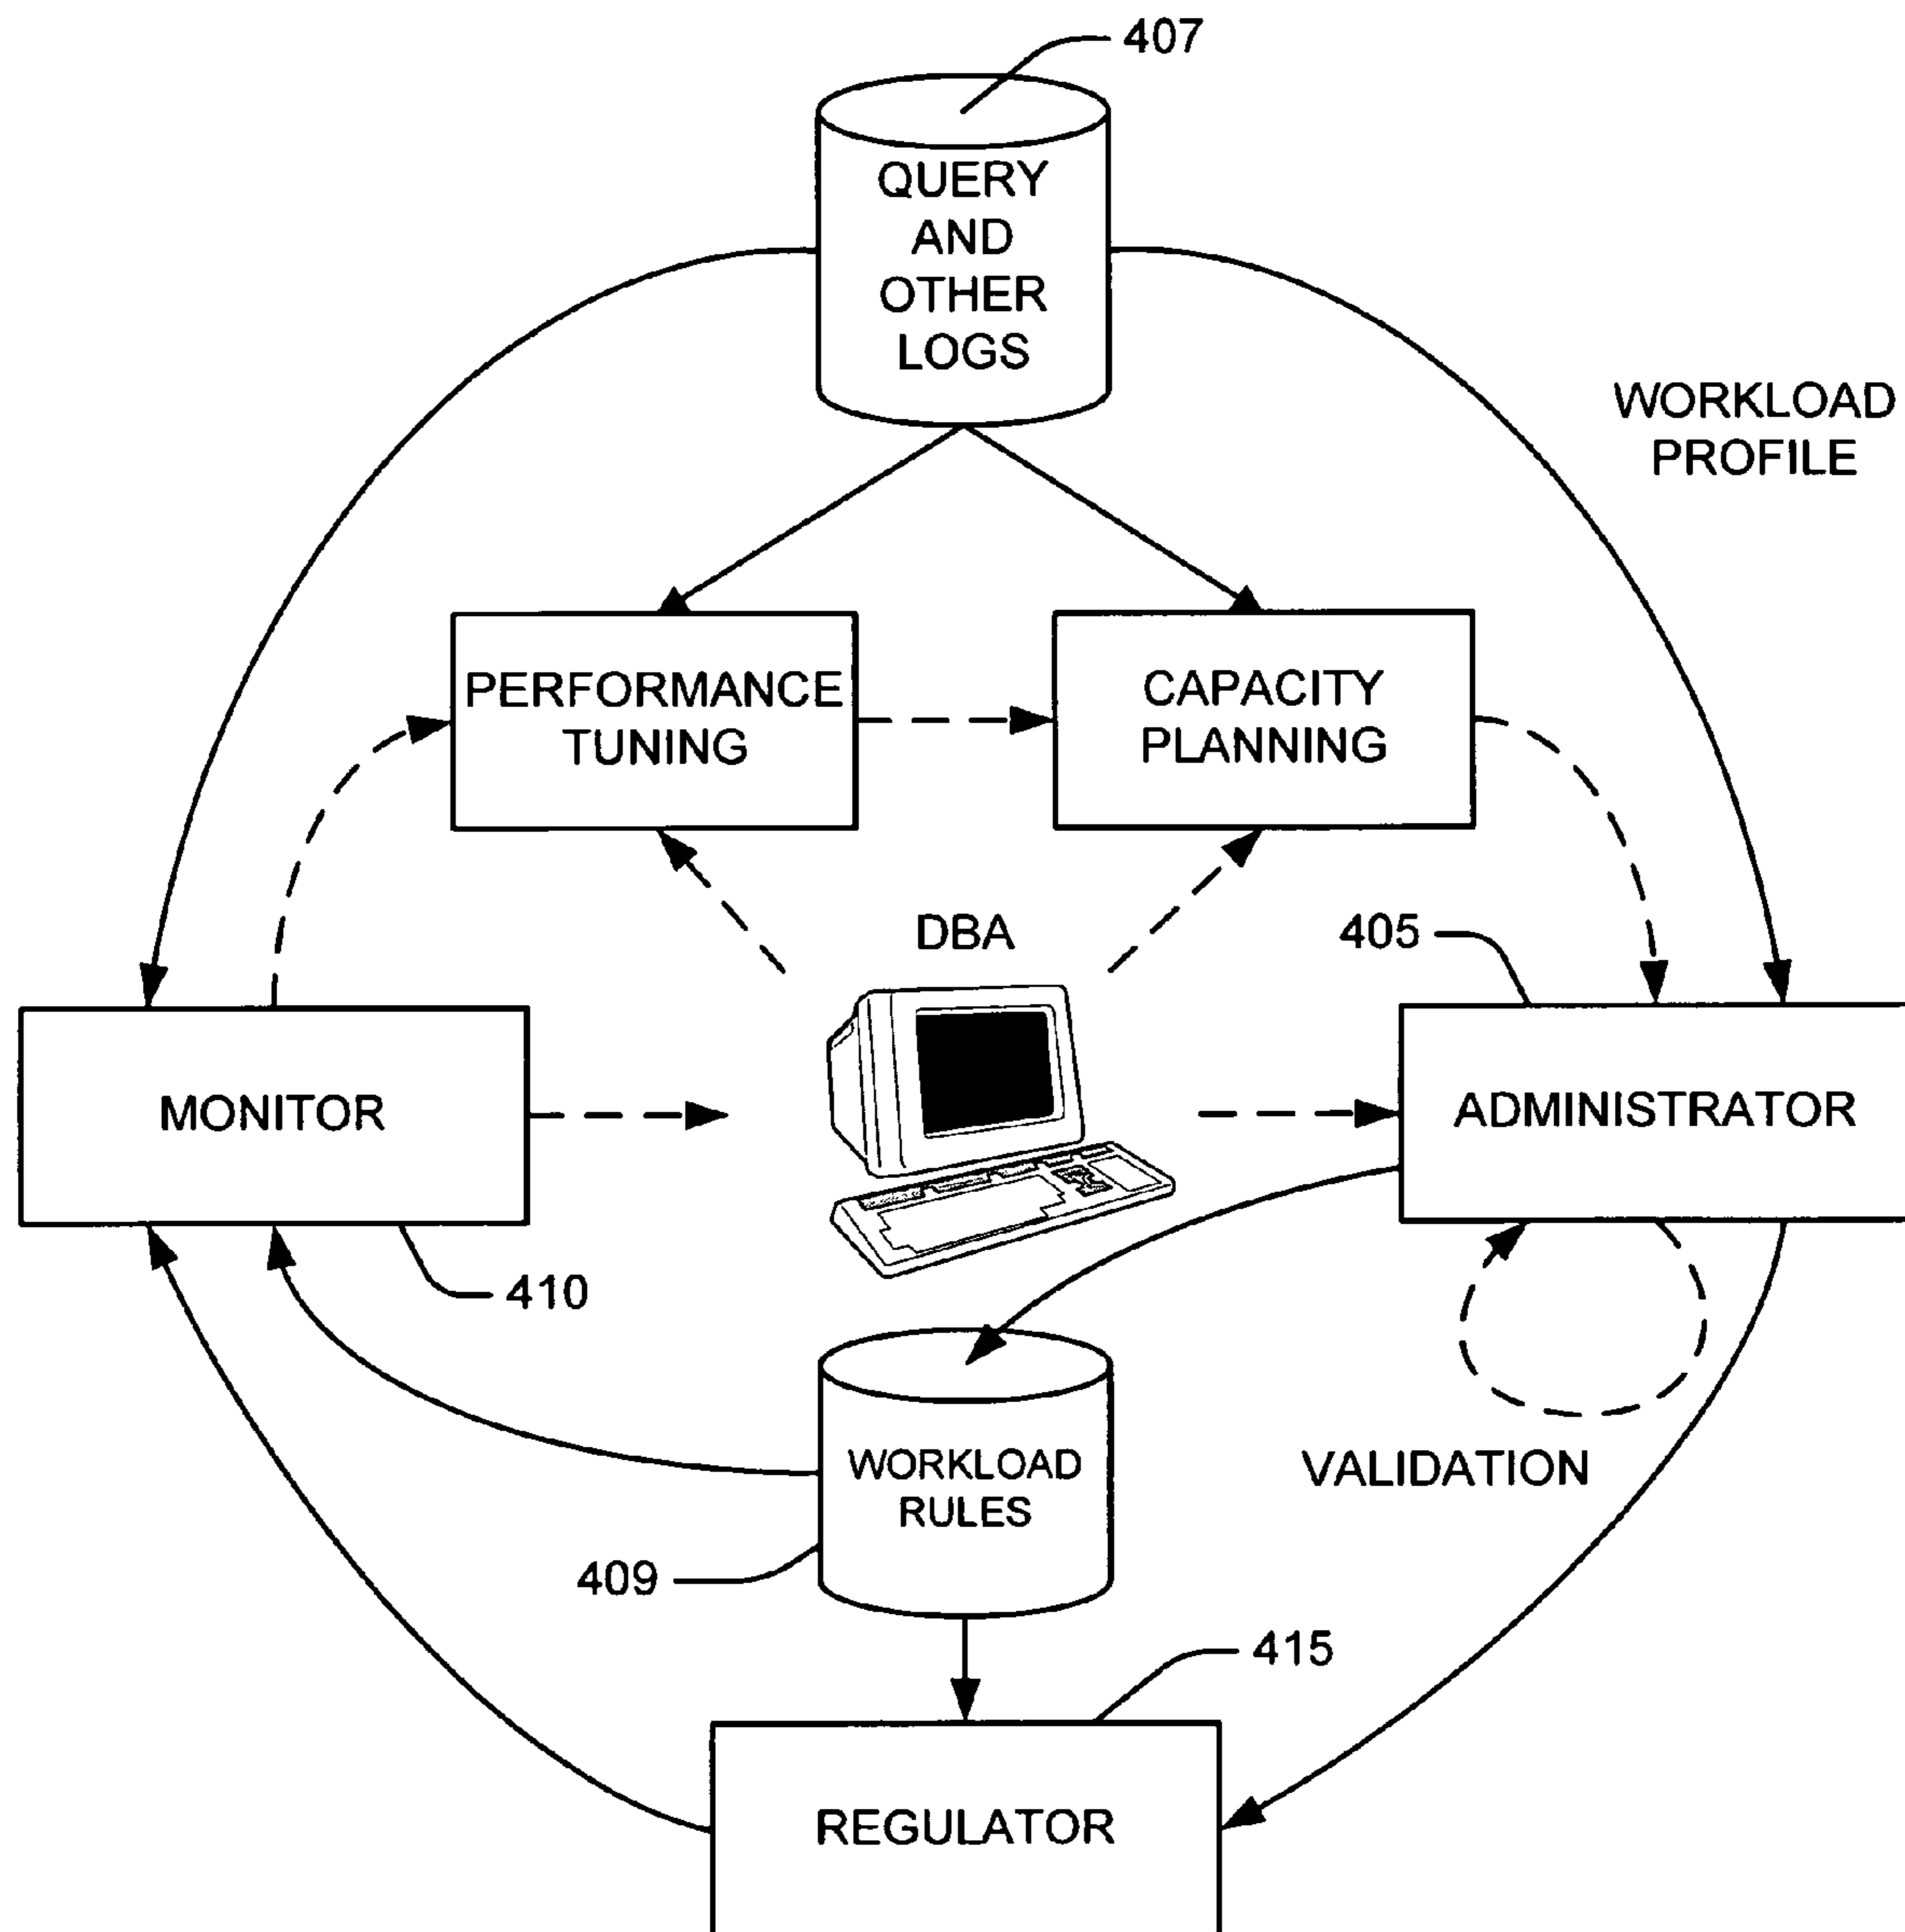 407
QUERY
AND
OTHER
LOGS
WORKLOAD
PROFILE
PERFORMANCE
TUNING
CAPACITY
PLANNING
DBA
405
MONITOR
ADMINISTRATOR
410
WORKLOAD
RULES
VALIDATION
409
415
REGULATOR